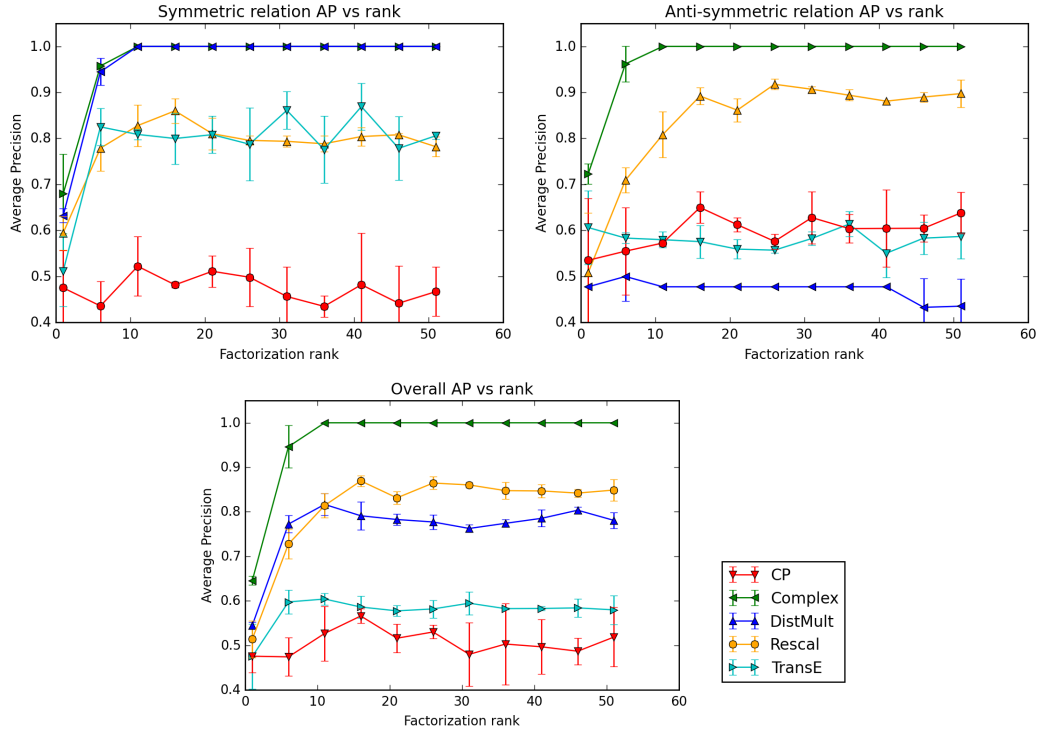 Symmetric relation AP vs rank
1.0
0.9
0.8
0.7
0.6
0.5
0.4
Average Precision
0 10 20 30 40 50 60
Factorization rank
Anti-symmetric relation AP vs rank
1.0
0.9
0.8
0.7
0.6
0.5
0.4
Average Precision
0 10 20 30 40 50 60
Factorization rank
Overall AP vs rank
1.0
0.9
0.8
0.7
0.6
0.5
0.4
Average Precision
0 10 20 30 40 50 60
Factorization rank
CP
Complex
DistMult
Rescal
TransE